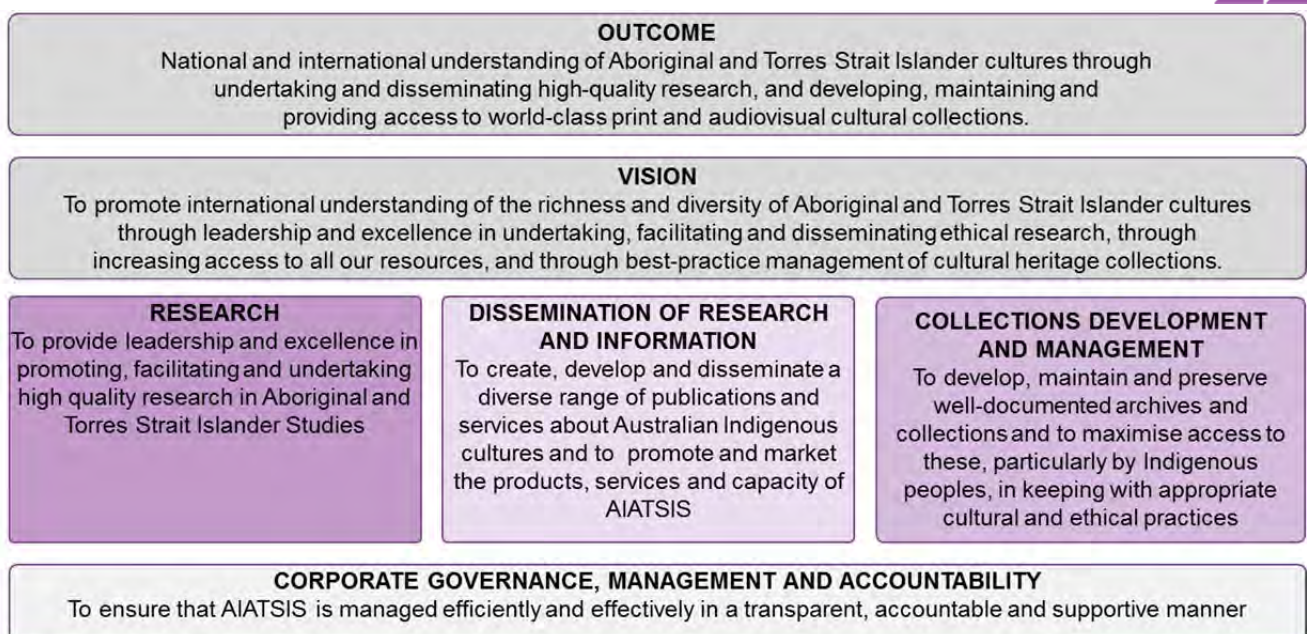 OUTCOME
National and international understanding of Aboriginal and Torres Strait Islander cultures through
undertaking and disseminating high-quality research, and developing, maintaining and
providing access to world-class print and audiovisual cultural collections.
VISION
To promote international understanding of the richness and diversity of Aboriginal and Torres Strait Islander cultures
through leadership and excellence in undertaking, facilitating and disseminating ethical research, through
increasing access to all our resources, and through best-practice management of cultural heritage collections.
RESEARCH
To provide leadership and excellence in
promoting, facilitating and undertaking
high quality research in Aboriginal and
Torres Strait Islander Studies
DISSEMINATION OF RESEARCH
AND INFORMATION
To create, develop and disseminate a
diverse range of publications and
services about Australian Indigenous
cultures and to promote and market
the products, services and capacity of
AIATSIS
COLLECTIONS DEVELOPMENT
AND MANAGEMENT
To develop, maintain and preserve
well-documented archives and
collections and to maximise access to
these, particularly by Indigenous
peoples, in keeping with appropriate
cultural and ethical practices
CORPORATE GOVERNANCE, MANAGEMENT AND ACCOUNTABILITY
To ensure that AIATSIS is managed efficiently and effectively in a transparent, accountable and supportive manner